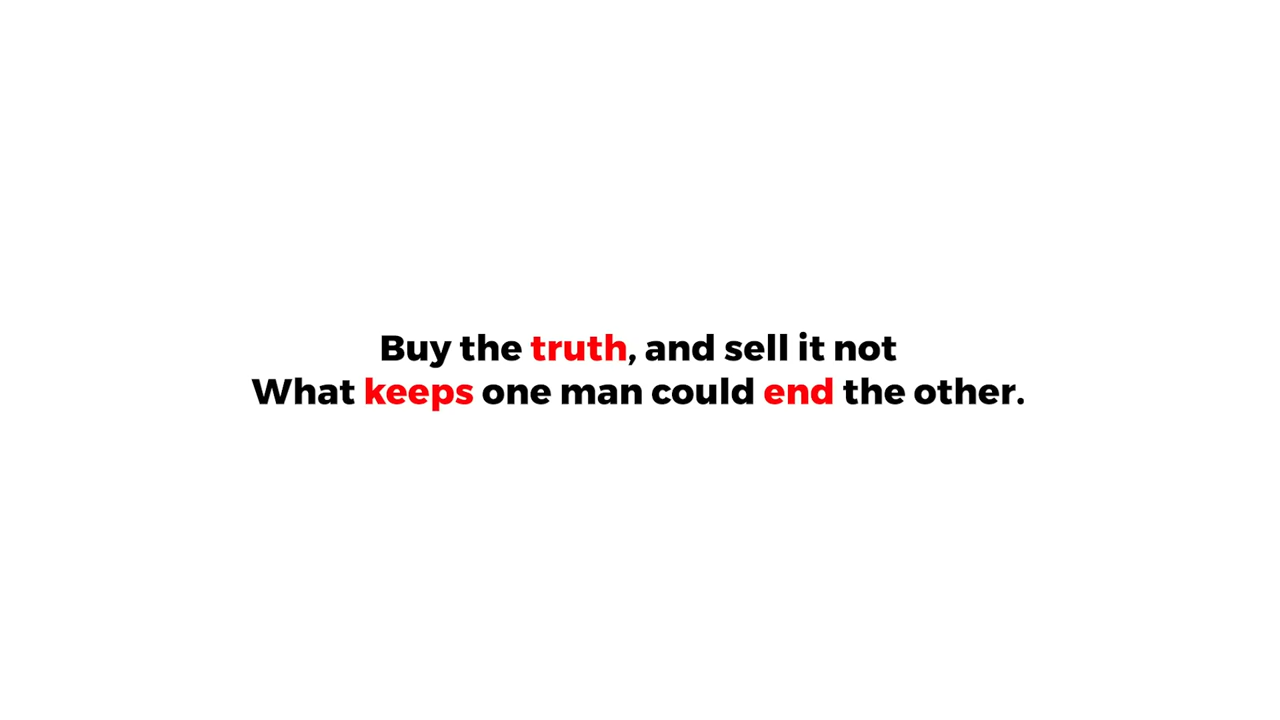 Buy the truth, and sell it not
What keeps one man could end the other.